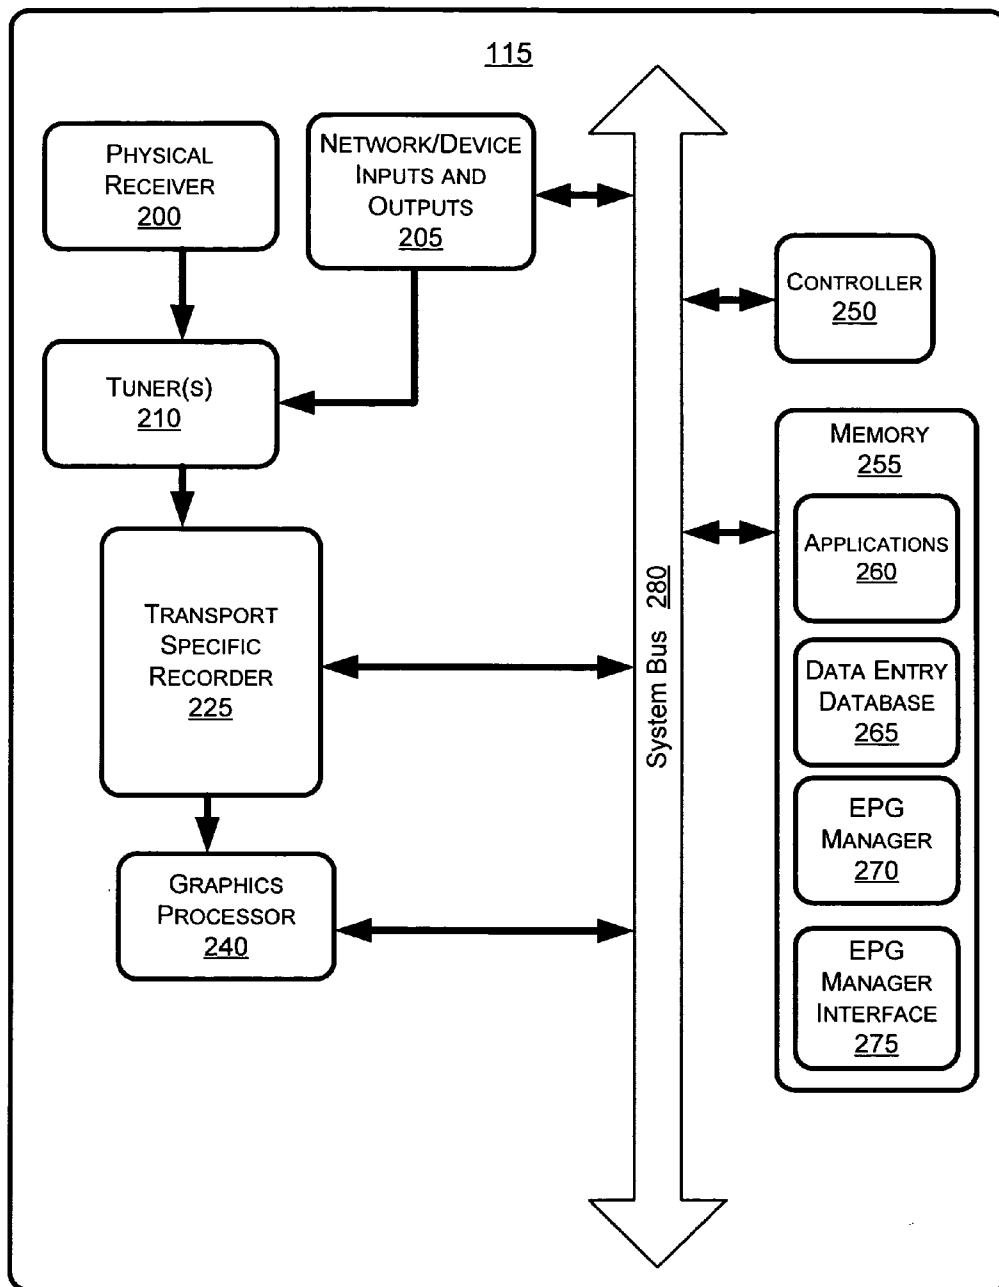 115
PHYSICAL
RECEIVER
200
NETWORK/DEVICE
INPUTS AND
OUTPUTS
205
TUNER(S)
210
TRANSPORT
SPECIFIC
RECORDER
225
GRAPHICS
PROCESSOR
240
System Bus 280
CONTROLLER
250
MEMORY
255
APPLICATIONS
260
DATA ENTRY
DATABASE
265
EPG
MANAGER
270
EPG
MANAGER
INTERFACE
275